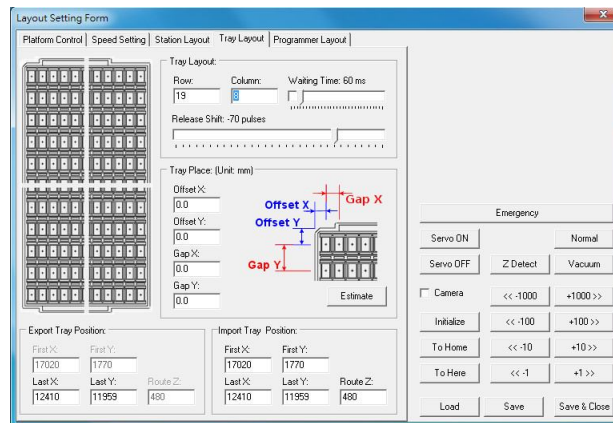 Layout Setting Form
Platform Control Speed Setting Station Layout Tray Layout Programmer Layout
Tray Layout:
Row: Column: Waiting Time: 60 ms
19 8
Release Shift: -70 pulses
Tray Place: (Unit: mm)
Offset X:
0.0
Offset Y:
0.0
Gap X:
0.0
Gap Y:
0.0
Gap X
Offset X
Offset Y
Gap Y
Estimate
Export Tray Position:
First X: First Y:
17020 1770
Last X: Last Y: Route Z:
12410 11959 480
Import Tray Position:
First X: First Y:
17020 1770
Last X: Last Y: Route Z:
12410 11959 480
Emergency
Servo ON Normal
Servo OFF Z Detect Vacuum
Camera << -1000 +1000 >>
Initialize << -100 +100 >>
To Home << -10 +10 >>
To Here << -1 +1 >>
Load Save Save & Close